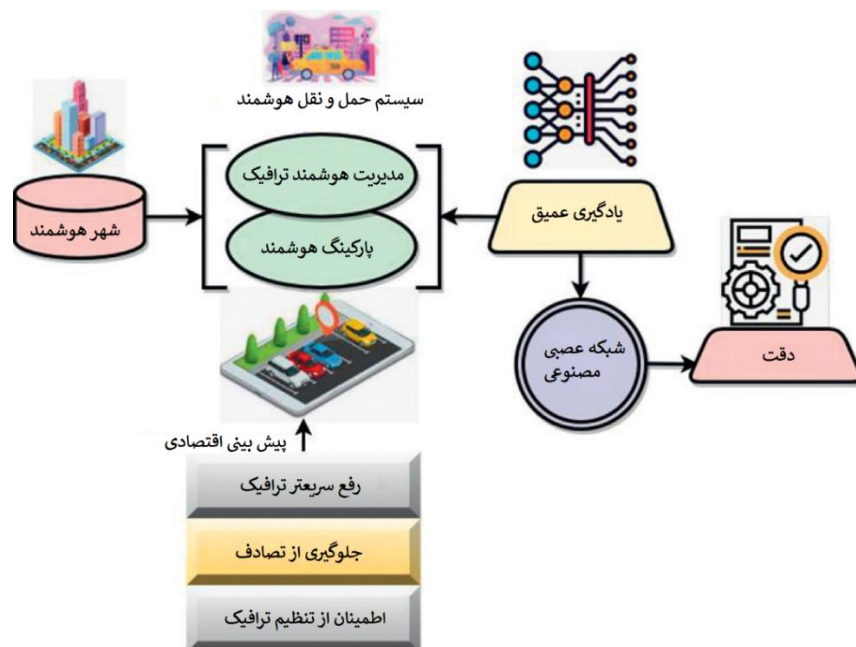 سیستم حمل و نقل هوشمند
مدیریت هوشمند ترافیک
پارکینگ هوشمند
شهر هوشمند
یادگیری عمیق
شبکه عصبی
مصنوعی
دقت
پیش بینی اقتصادی
رفع سریعتر ترافیک
جلوگیری از تصادف
اطمینان از تنظیم ترافیک